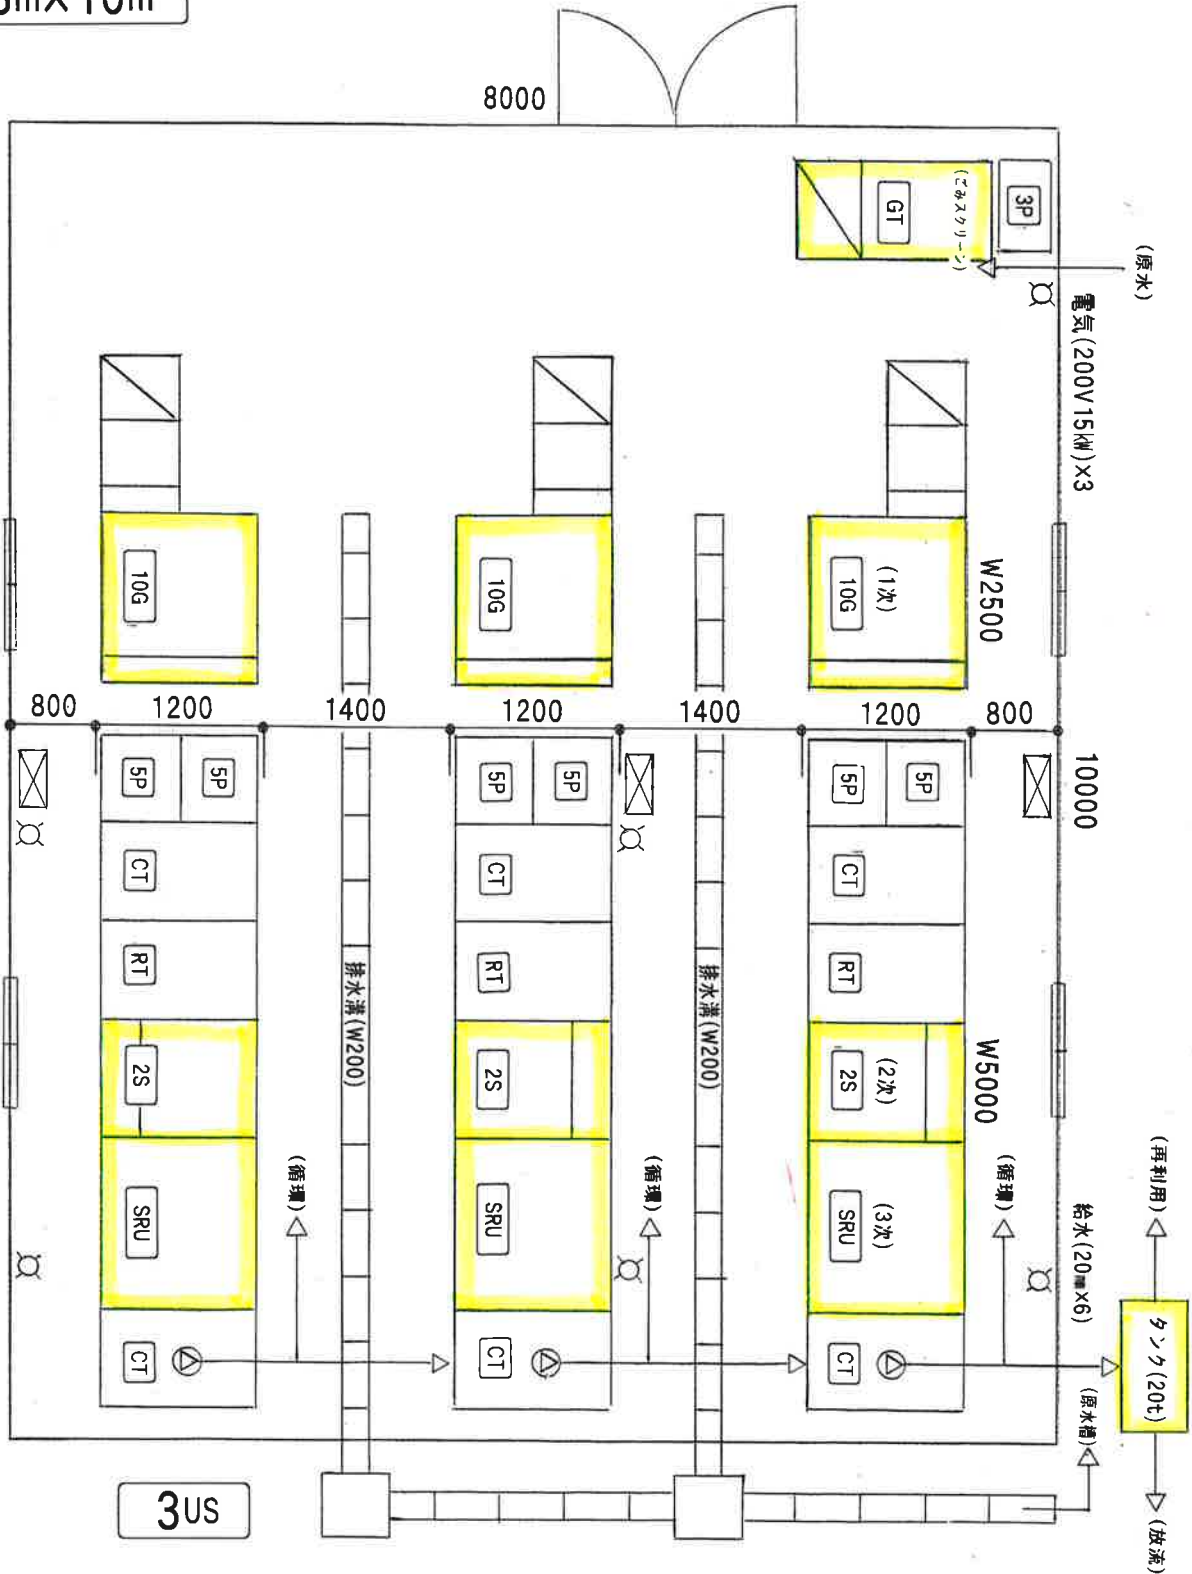 8000
3P
GT
(ごみスクリーン)
(原水)
電気(200V15㎾)×3
10G
10G
(1次)
10G
W2500
800
1200
1400
1200
1400
1200
800
10000
5P
5P
5P
5P
5P
5P
CT
CT
CT
RT
RT
RT
排水溝(W200)
排水溝(W200)
2S
2S
(2次)
2S
W5000
SRU
SRU
(3次)
SRU
(循環)
(循環)
(循環)
(再利用)
給水(20㎜×6)
タンク(20t)
CT
CT
CT
(原水槽)
(放流)
3US